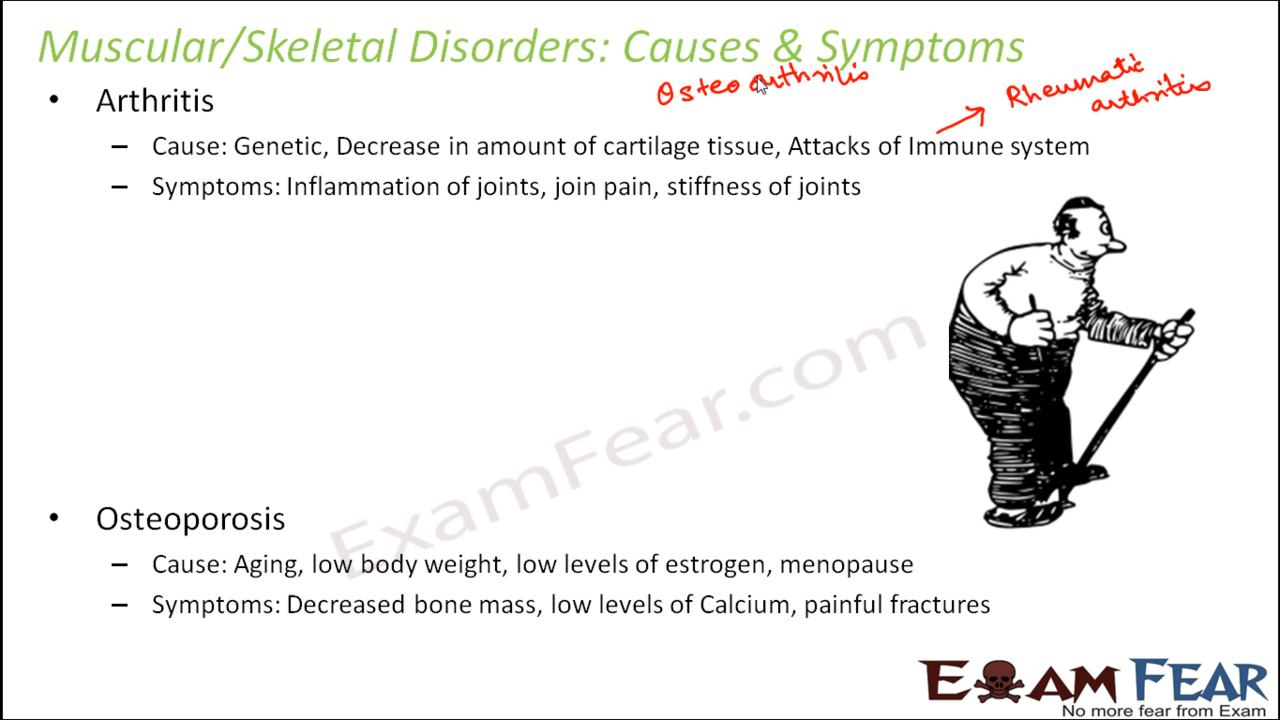 Muscular/Skeletal Disorders: Causes & Symptoms
Osteoarthritis
Rheumatic
arthritis
• Arthritis
– Cause: Genetic, Decrease in amount of cartilage tissue, Attacks of Immune system
– Symptoms: Inflammation of joints, join pain, stiffness of joints
ExamFear.com
• Osteoporosis
– Cause: Aging, low body weight, low levels of estrogen, menopause
– Symptoms: Decreased bone mass, low levels of Calcium, painful fractures
EXAM FEAR
No more fear from Exam